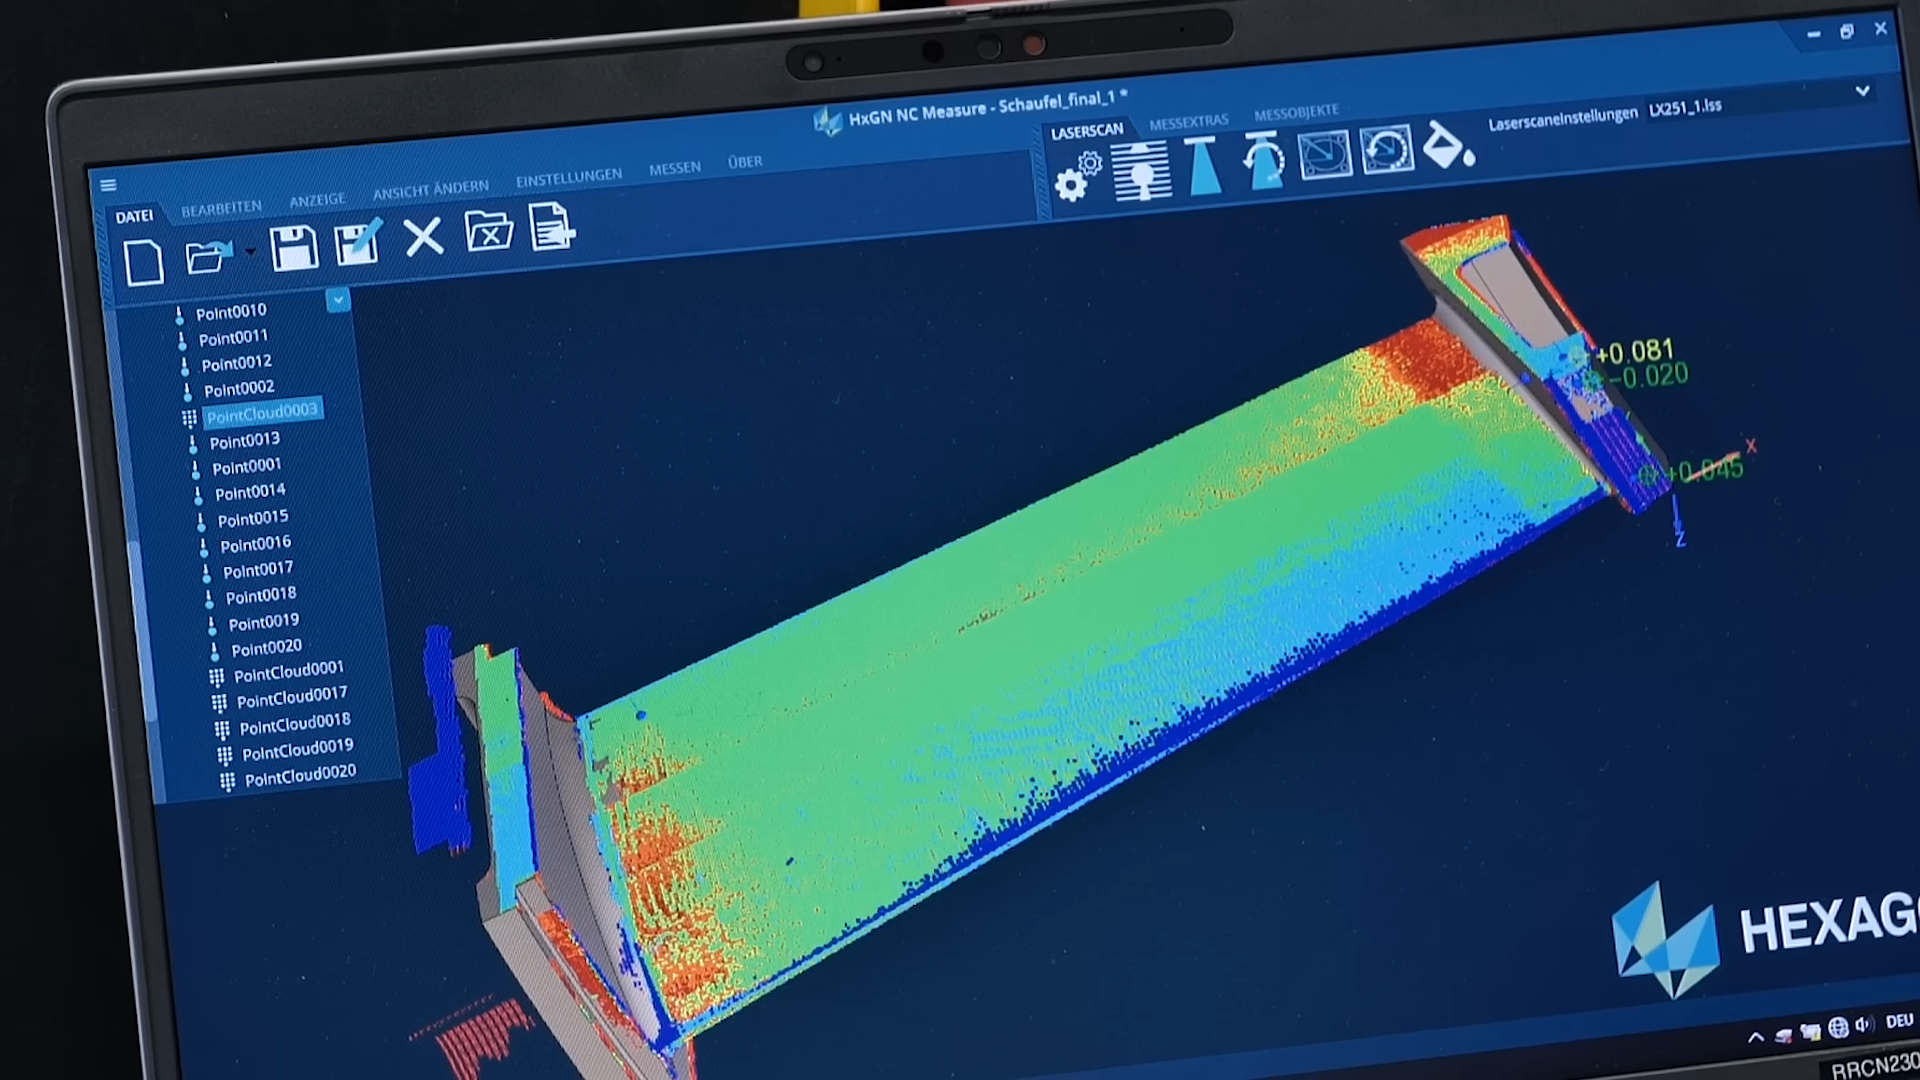 HxGN NC Measure - Schaufel_final_1 *
DATEI BEARBEITEN ANZEIGE ANSICHT ÄNDERN EINSTELLUNGEN MESSEN ÜBER
LASERSCAN MESSEXTRAS MESSOBJEKTE
Laserscaneinstellungen LX251_1.lss
Point0010
Point0011
Point0012
Point0002
PointCloud0003
Point0013
Point0001
Point0014
Point0015
Point0016
Point0017
Point0018
Point0019
Point0020
PointCloud0001
PointCloud0017
PointCloud0018
PointCloud0019
PointCloud0020
+0.081
-0.020
+0.045
X
Z
HEXAG
DEU
RRCN230